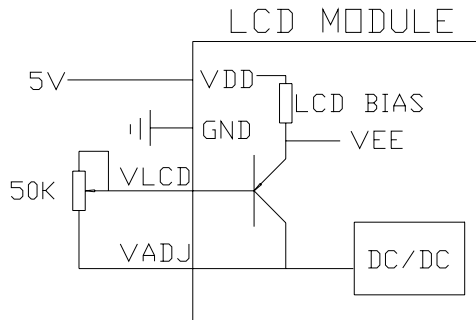 LCD MODULE
5V
VDD
LCD BIAS
GND
VEE
VLCD
50K
VADJ
DC/DC